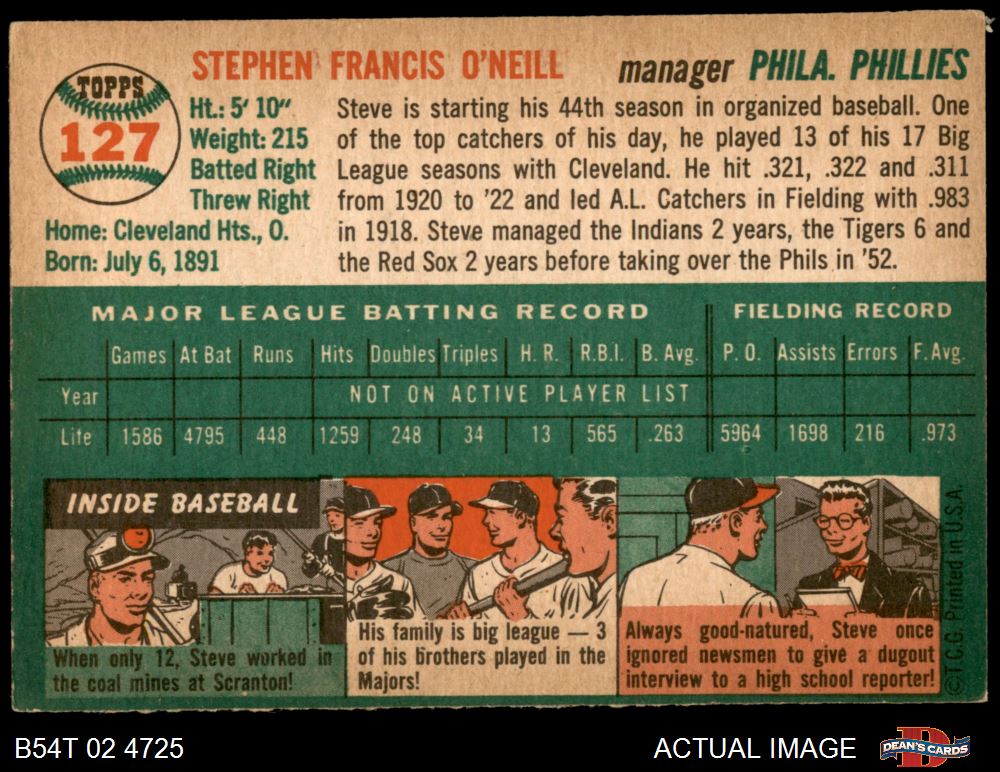 STEPHEN FRANCIS O'NEILL manager PHILA. PHILLIES
TOPPS
127
Ht.: 5' 10"
Weight: 215
Batted Right
Threw Right
Home: Cleveland Hts., O.
Born: July 6, 1891
Steve is starting his 44th season in organized baseball. One
of the top catchers of his day, he played 13 of his 17 Big
League seasons with Cleveland. He hit .321, .322 and .311
from 1920 to '22 and led A.L. Catchers in Fielding with .983
in 1918. Steve managed the Indians 2 years, the Tigers 6 and
the Red Sox 2 years before taking over the Phils in '52.
MAJOR LEAGUE BATTING RECORD FIELDING RECORD
Games At Bat Runs Hits Doubles Triples H. R. R.B.I. B. Avg. P. O. Assists Errors F. Avg.
Year NOT ON ACTIVE PLAYER LIST
Life 1586 4795 448 1259 248 34 13 565 .263 5964 1698 216 .973
INSIDE BASEBALL
When only 12, Steve worked in
the coal mines at Scranton!
His family is big league — 3
of his brothers played in the
Majors!
Always good-natured, Steve once
ignored newsmen to give a dugout
interview to a high school reporter!
©T.C.G. Printed in U.S.A.
B54T 02 4725
ACTUAL IMAGE
D
DEAN'S CARDS